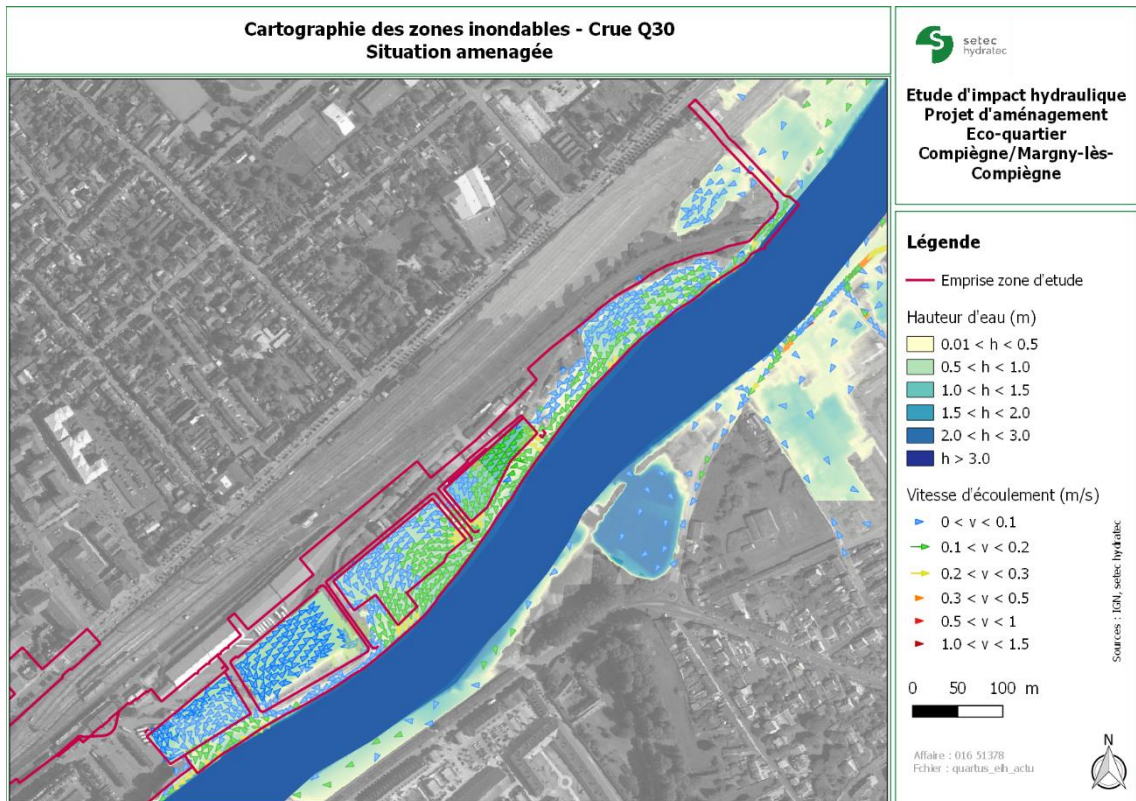 Cartographie des zones inondables - Crue Q30
Situation amenagée
setec
hydratec
Etude d'impact hydraulique
Projet d'aménagement
Eco-quartier
Compiègne/Margny-lès-
Compiègne
Légende
Emprise zone d'etude
Hauteur d'eau (m)
0.01 < h < 0.5
0.5 < h < 1.0
1.0 < h < 1.5
1.5 < h < 2.0
2.0 < h < 3.0
h > 3.0
Vitesse d'écoulement (m/s)
0 < v < 0.1
0.1 < v < 0.2
0.2 < v < 0.3
0.3 < v < 0.5
0.5 < v < 1
1.0 < v < 1.5
Sources : IGN, setec hydratec
0 50 100 m
Affaire : 016 51378
Fichier : quartus_eih_actu
N